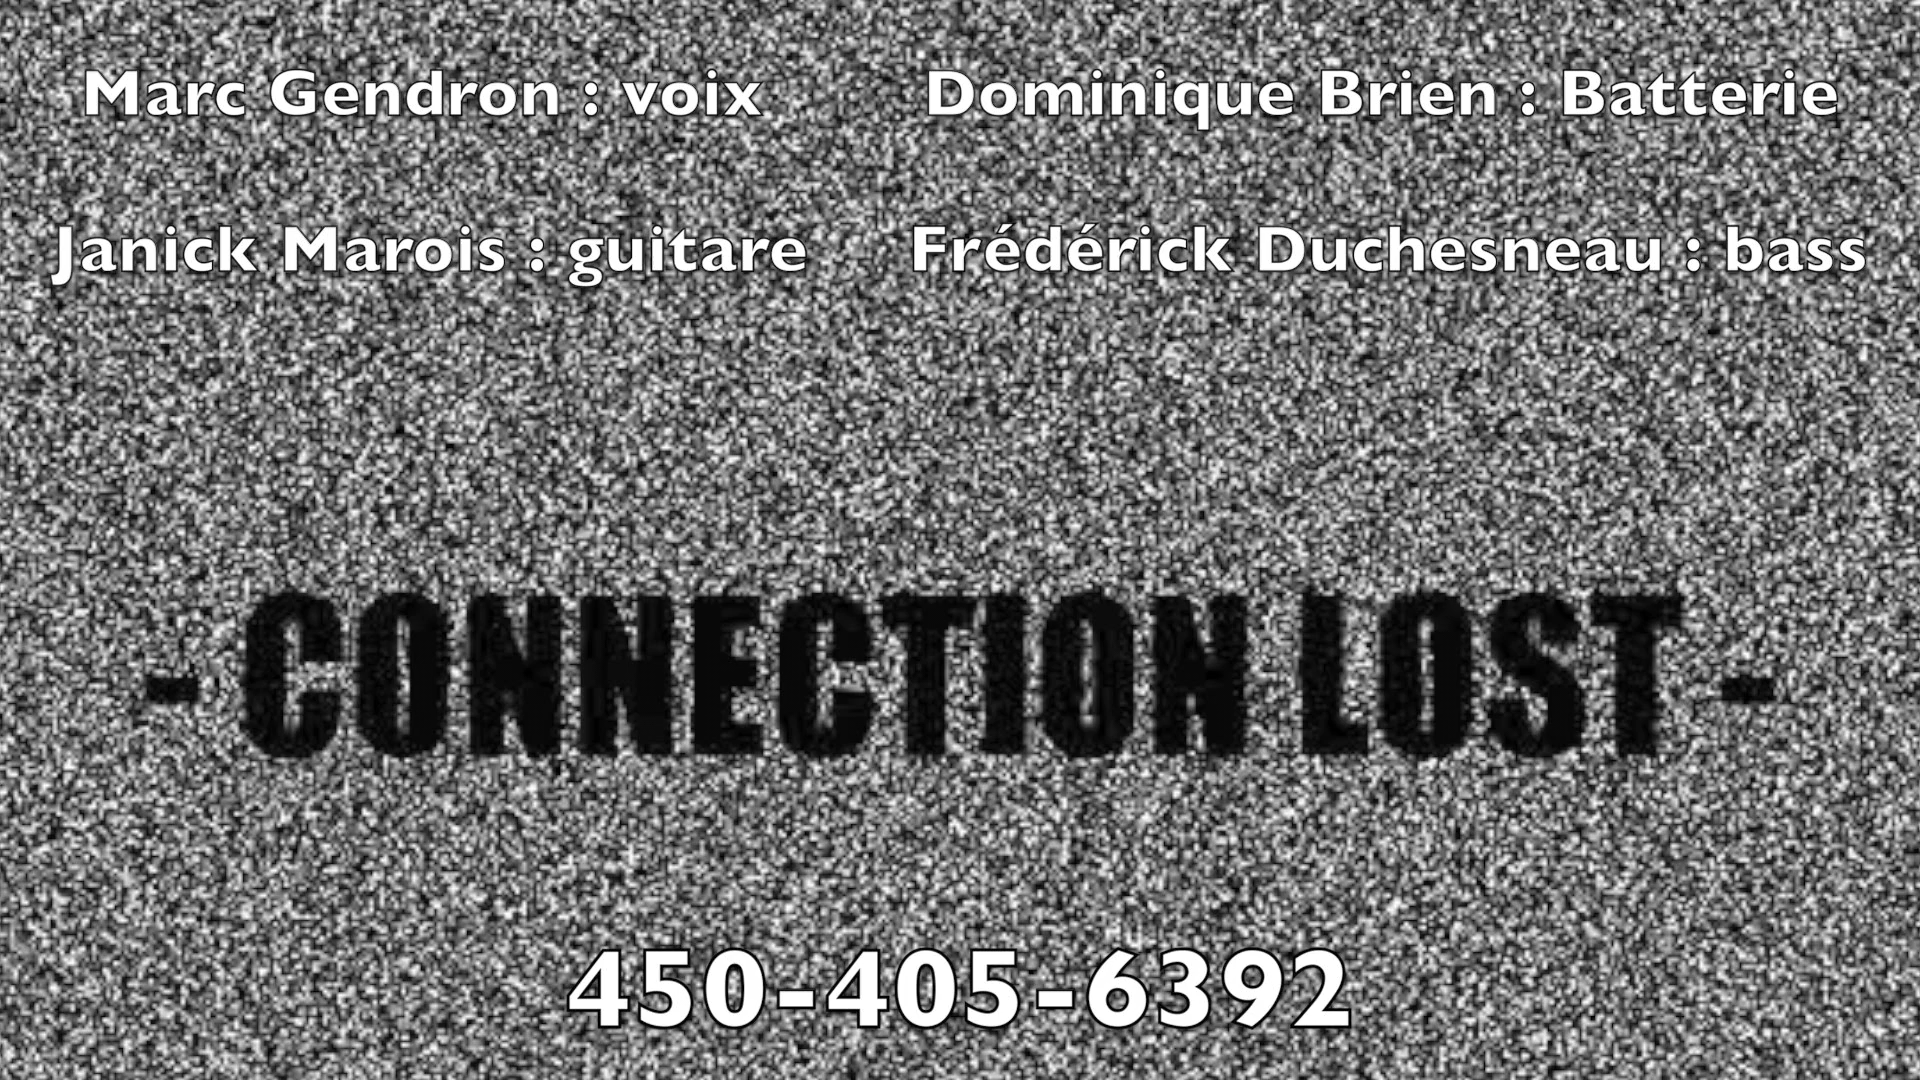 Marc Gendron : voix
Dominique Brien : Batterie
Janick Marois : guitare
Frédérick Duchesneau : bass
- CONNECTION LOST -
450-405-6392